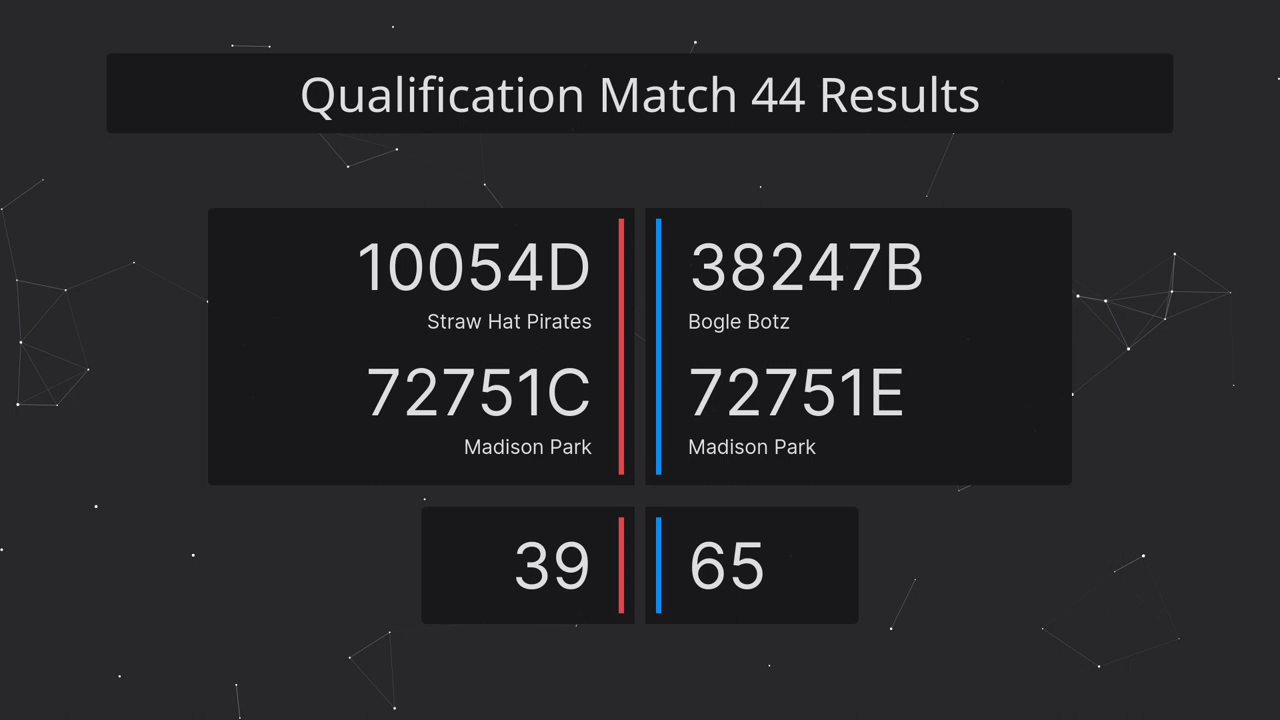 Qualification Match 44 Results
10054D
Straw Hat Pirates
72751C
Madison Park
38247B
Bogle Botz
72751E
Madison Park
39
65